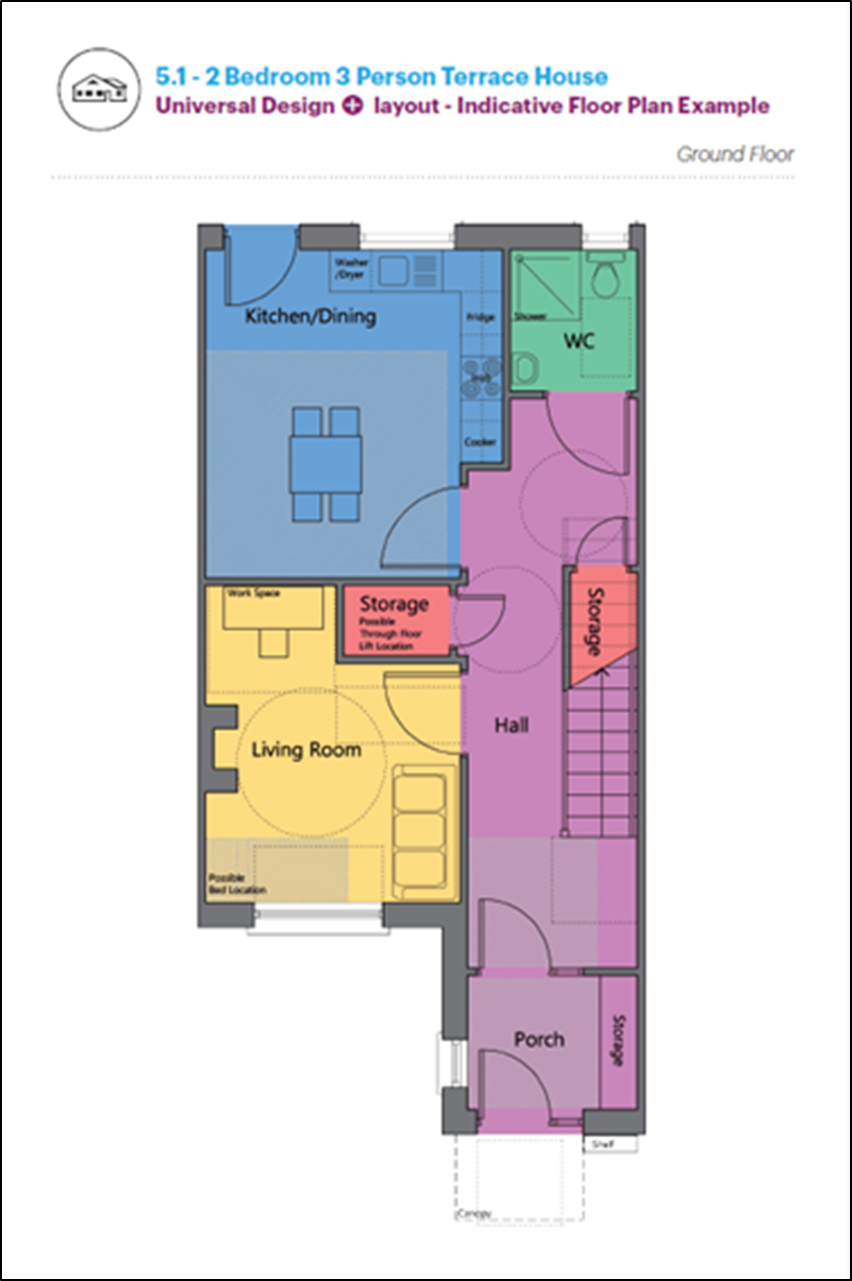 5.1 - 2 Bedroom 3 Person Terrace House
Universal Design + layout - Indicative Floor Plan Example
Ground Floor
Washer
/Dryer
Kitchen/Dining
Fridge
Shower
WC
Hob
Cooker
Work Space
Storage
Possible
Through Floor
Lift Location
Storage
Hall
Living Room
Possible
Bed Location
Porch
Storage
Shelf
Canopy